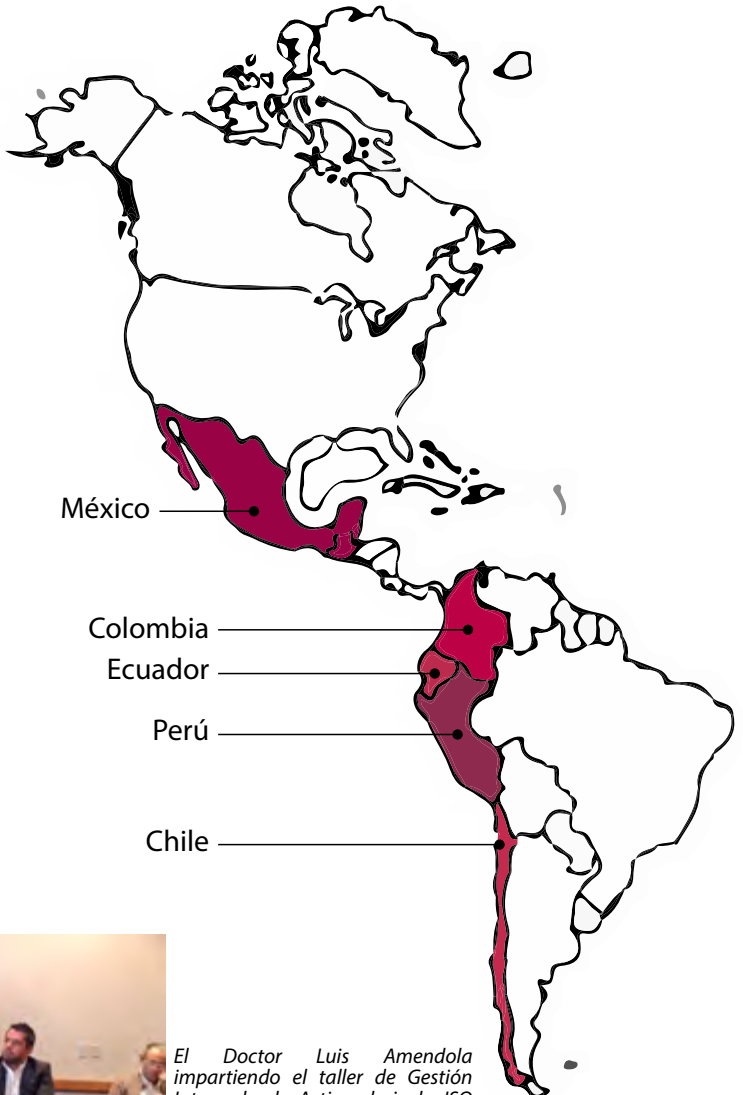 México
Colombia
Ecuador
Perú
Chile
El Doctor Luis Amendola
impartiendo el taller de Gestión